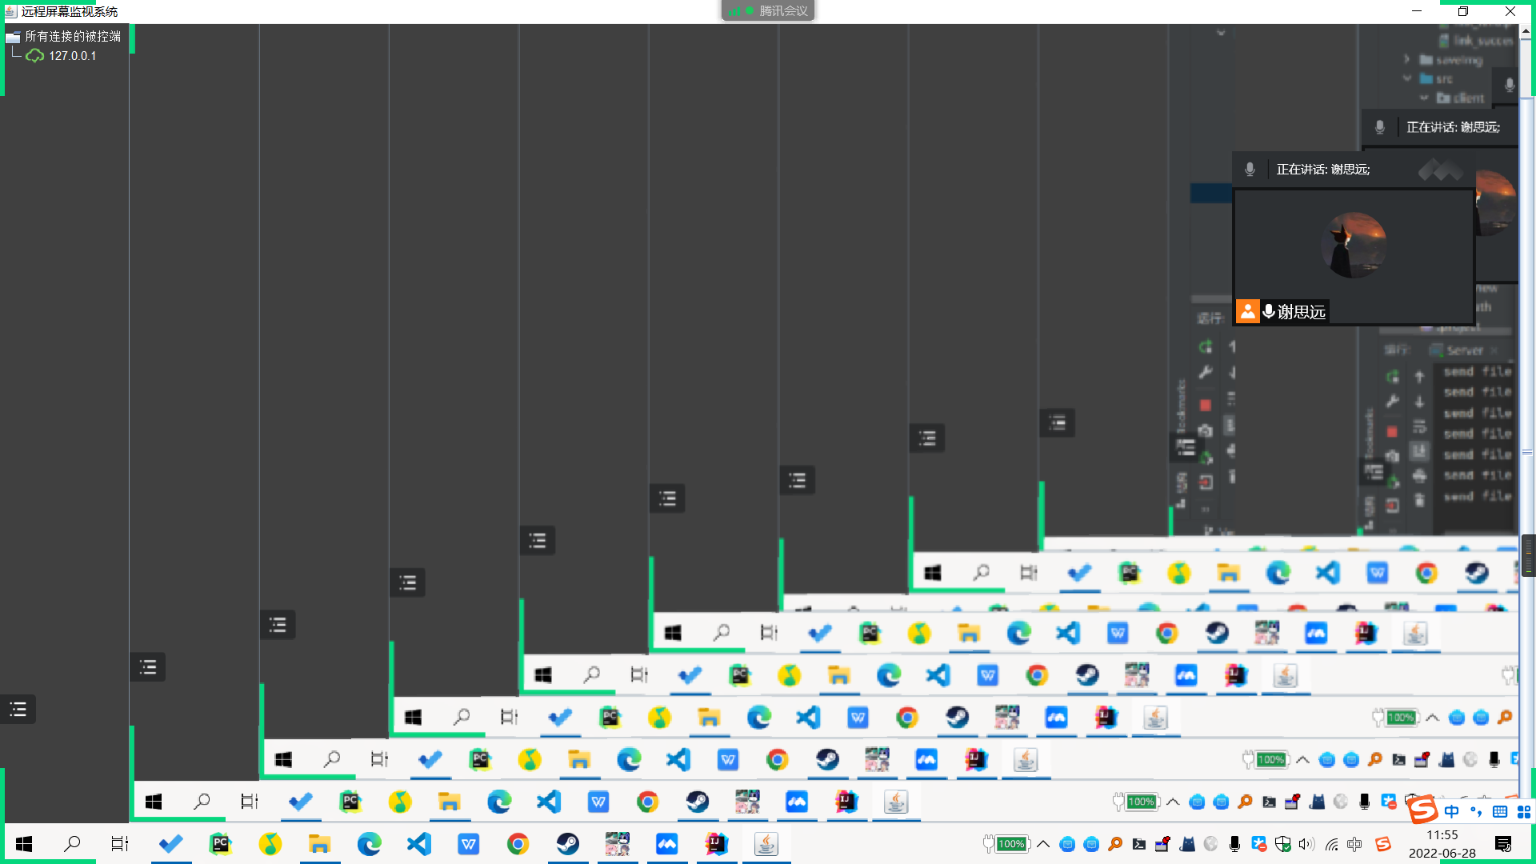 远程屏幕监视系统
腾讯会议
所有连接的被控端
127.0.0.1
link_succes
saveimg
src
client
正在讲话: 谢思远;
正在讲话: 谢思远;
谢思远
运行:
运行:
Server
send file
send file
send file
send file
send file
send file
send file
100%
100%
100%
中
100%
11:55
2022-06-28